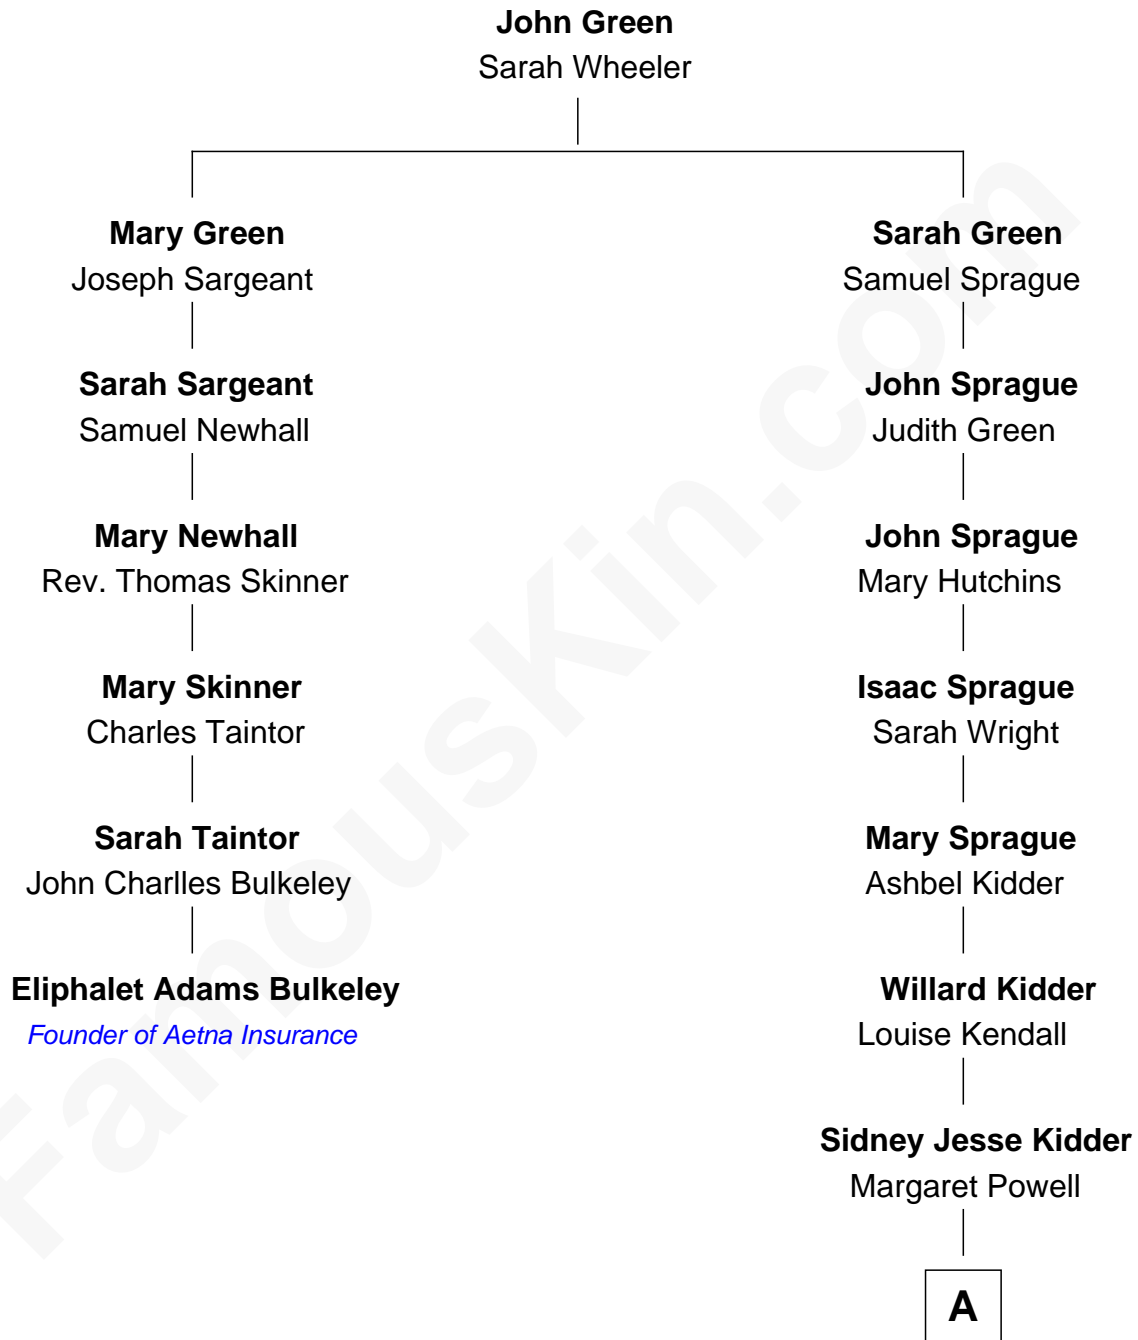 John Green
Sarah Wheeler
Mary Green
Joseph Sargeant
Sarah Sargeant
Samuel Newhall
Mary Newhall
Rev. Thomas Skinner
Mary Skinner
Charles Taintor
Sarah Taintor
John Charlles Bulkeley
Eliphalet Adams Bulkeley
Founder of Aetna Insurance
Sarah Green
Samuel Sprague
John Sprague
Judith Green
John Sprague
Mary Hutchins
Isaac Sprague
Sarah Wright
Mary Sprague
Ashbel Kidder
Willard Kidder
Louise Kendall
Sidney Jesse Kidder
Margaret Powell
A
FamousKin.com